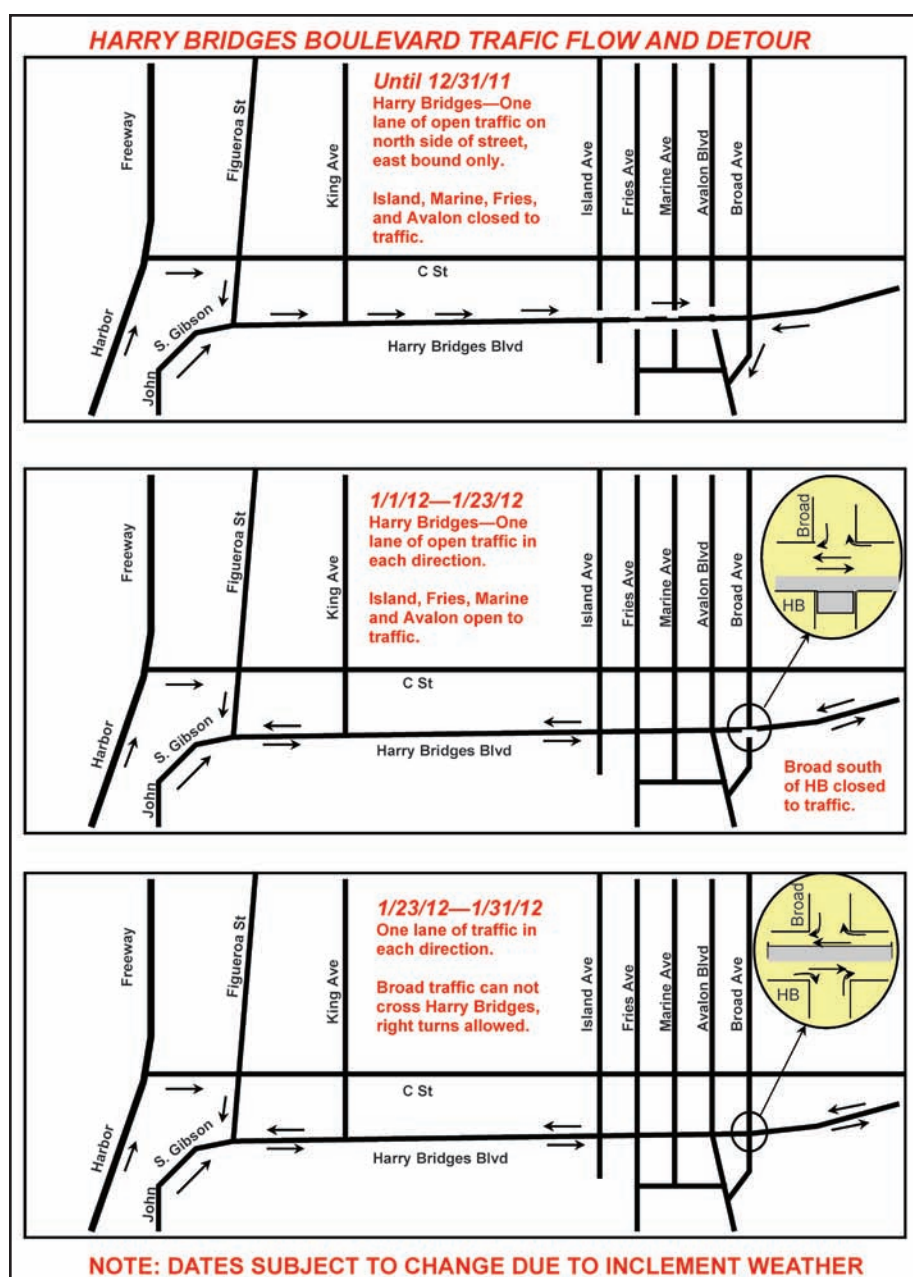 HARRY BRIDGES BOULEVARD TRAFIC FLOW AND DETOUR
Until 12/31/11
Harry Bridges—One
lane of open traffic on
north side of street,
east bound only.
Island, Marine, Fries,
and Avalon closed to
traffic.
Freeway
Figueroa St
King Ave
Island Ave
Fries Ave
Marine Ave
Avalon Blvd
Broad Ave
C St
Harbor
S. Gibson
John
Harry Bridges Blvd
1/1/12—1/23/12
Harry Bridges—One
lane of open traffic in
each direction.
Island, Fries, Marine
and Avalon open to
traffic.
Freeway
Figueroa St
King Ave
Island Ave
Fries Ave
Marine Ave
Avalon Blvd
Broad Ave
Broad
HB
C St
Harbor
S. Gibson
John
Harry Bridges Blvd
Broad south
of HB closed
to traffic.
1/23/12—1/31/12
One lane of traffic in
each direction.
Broad traffic can not
cross Harry Bridges,
right turns allowed.
Freeway
Figueroa St
King Ave
Island Ave
Fries Ave
Marine Ave
Avalon Blvd
Broad Ave
Broad
HB
C St
Harbor
S. Gibson
John
Harry Bridges Blvd
NOTE: DATES SUBJECT TO CHANGE DUE TO INCLEMENT WEATHER